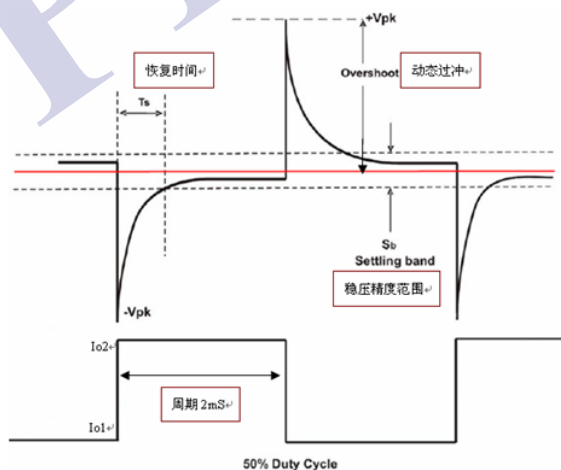 +Vpk
恢复时间↵
Overshoot
动态过冲↵
Ts
Sb
Settling band
稳压精度范围↵
-Vpk
Io2↵
周期 2mS↵
Io1↵
50% Duty Cycle